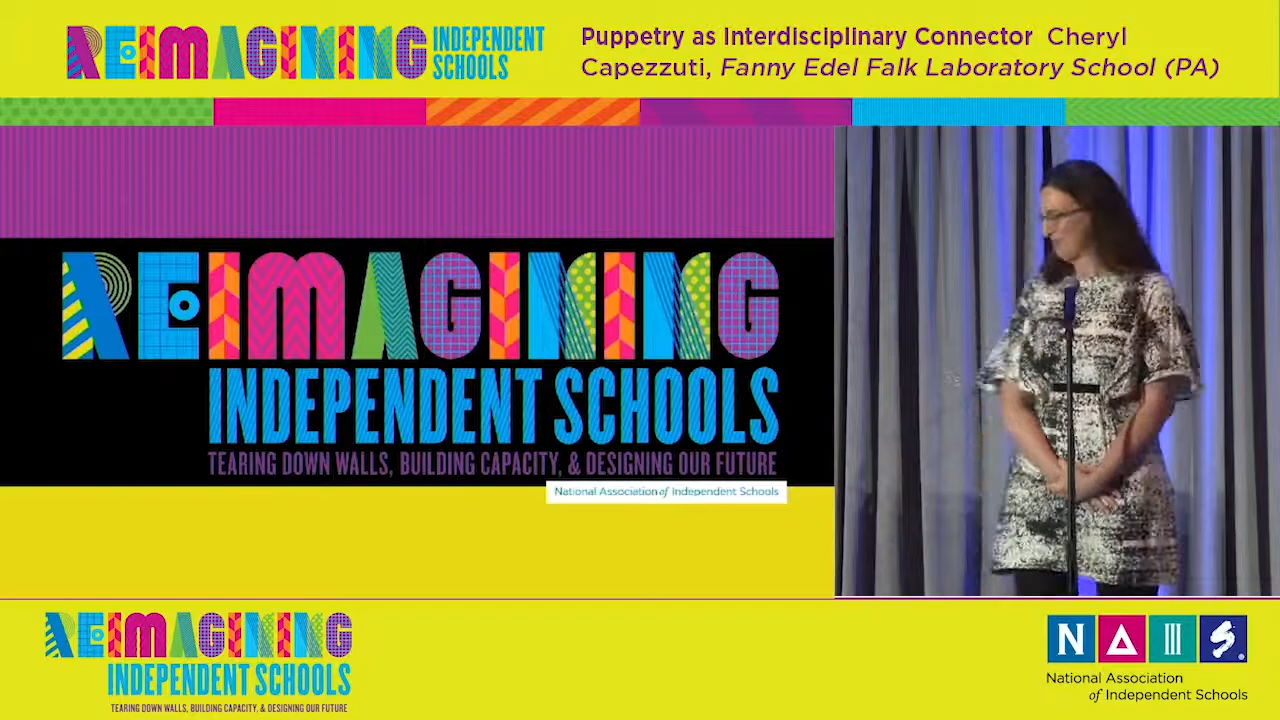 REIMAGINING INDEPENDENT
SCHOOLS
Puppetry as Interdisciplinary Connector Cheryl
Capezzuti, Fanny Edel Falk Laboratory School (PA)
REIMAGINING
INDEPENDENT SCHOOLS
TEARING DOWN WALLS, BUILDING CAPACITY, & DESIGNING OUR FUTURE
National Association of Independent Schools
REIMAGINING
INDEPENDENT SCHOOLS
TEARING DOWN WALLS, BUILDING CAPACITY, & DESIGNING OUR FUTURE
NAIS
National Association
of Independent Schools